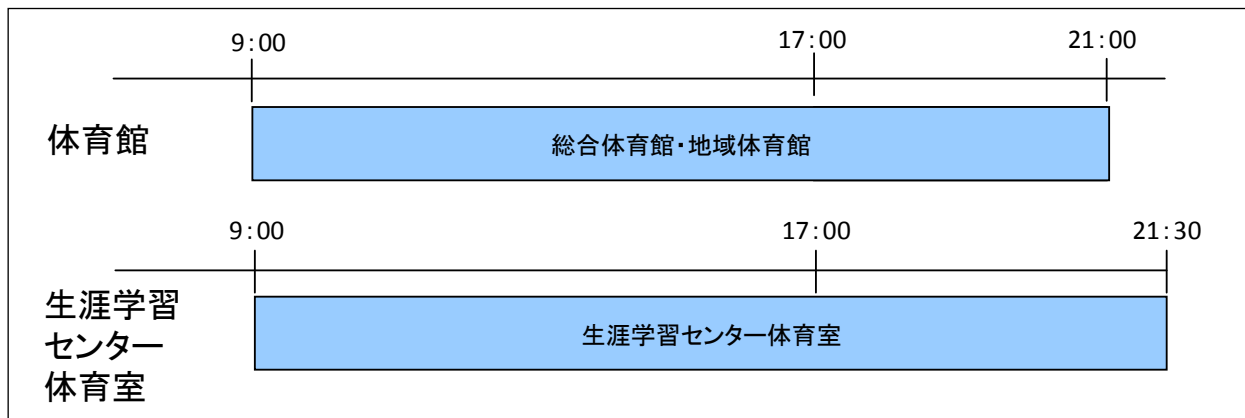 9:00 17:00 21:00
体育館
総合体育館・地域体育館
9:00 17:00 21:30
生涯学習
センター
体育室
生涯学習センター体育室